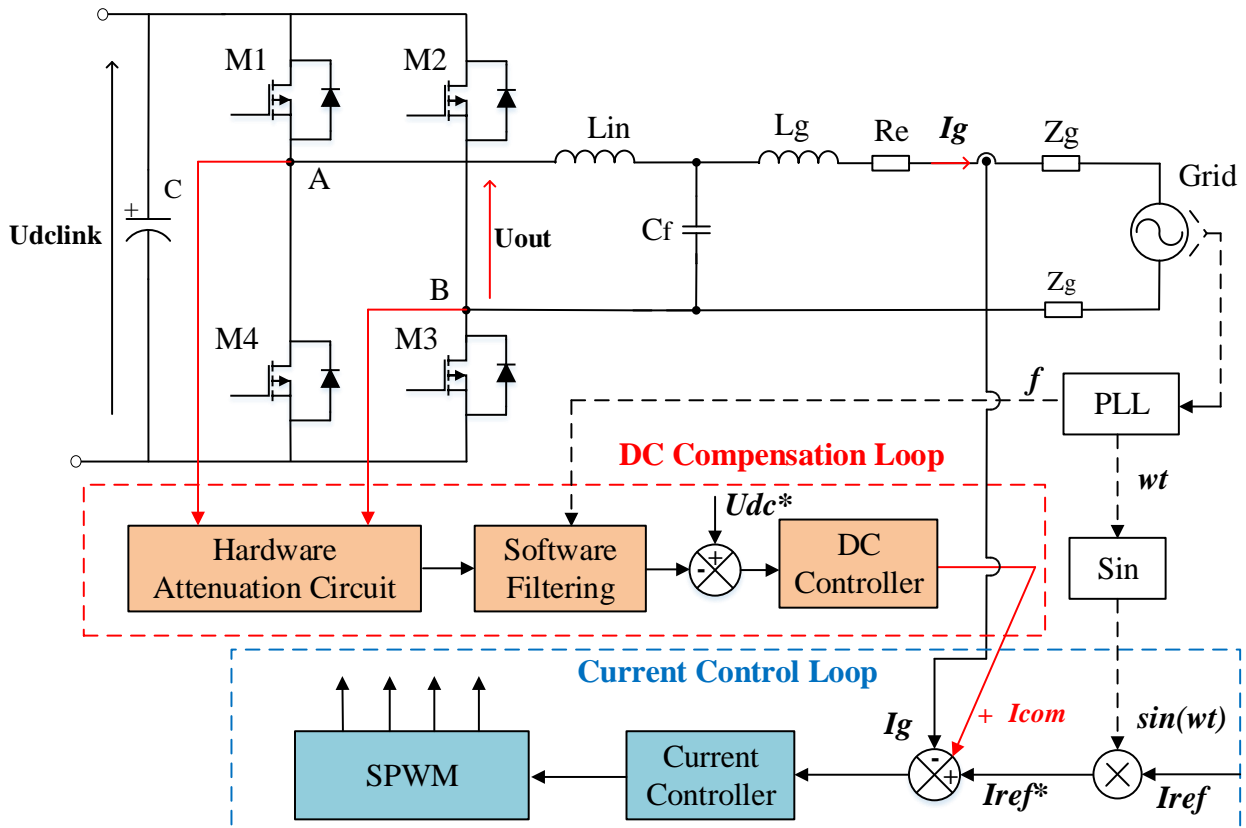 M1
M2
Lin
Lg
Re
Ig
Zg
Grid
A
C
+
Udclink
Uout
Cf
B
Zg
M4
M3
f
PLL
DC Compensation Loop
wt
Udc*
Hardware
Attenuation Circuit
Software
Filtering
-
+
DC
Controller
Sin
Current Control Loop
+ Icom
Ig
sin(wt)
SPWM
Current
Controller
-
+
Iref*
Iref